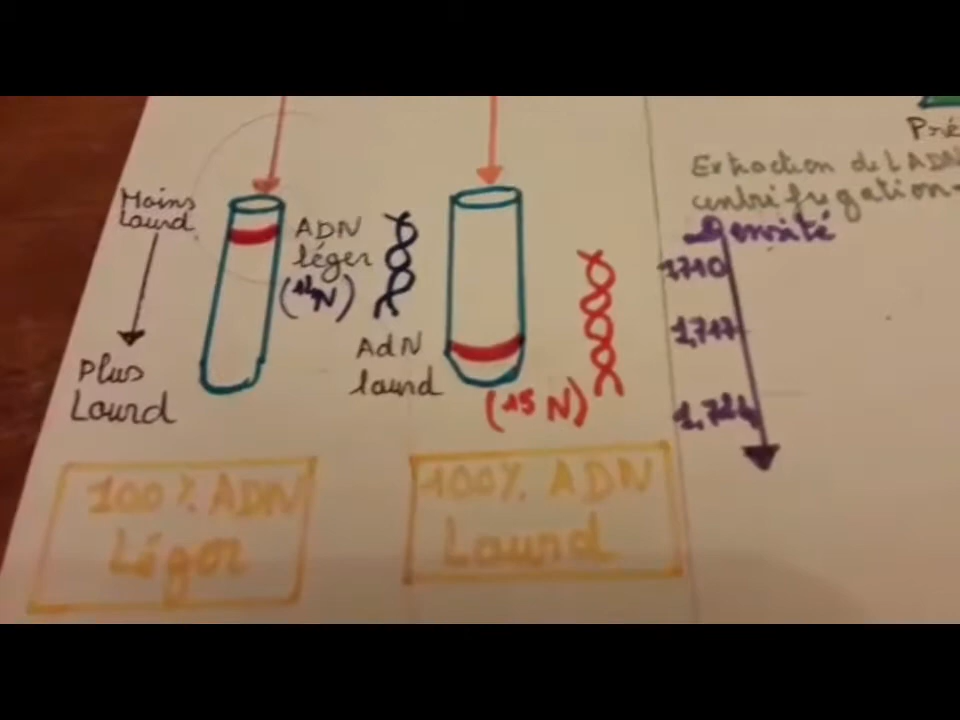 Moins
Lourd
Plus
Lourd
ADN
léger
(14N)
AdN
lourd
(15 N)
100% ADN
Léger
100% ADN
Lourd
Extraction de l ADN
centrifugation
Densité
1,710
1,717
1,724